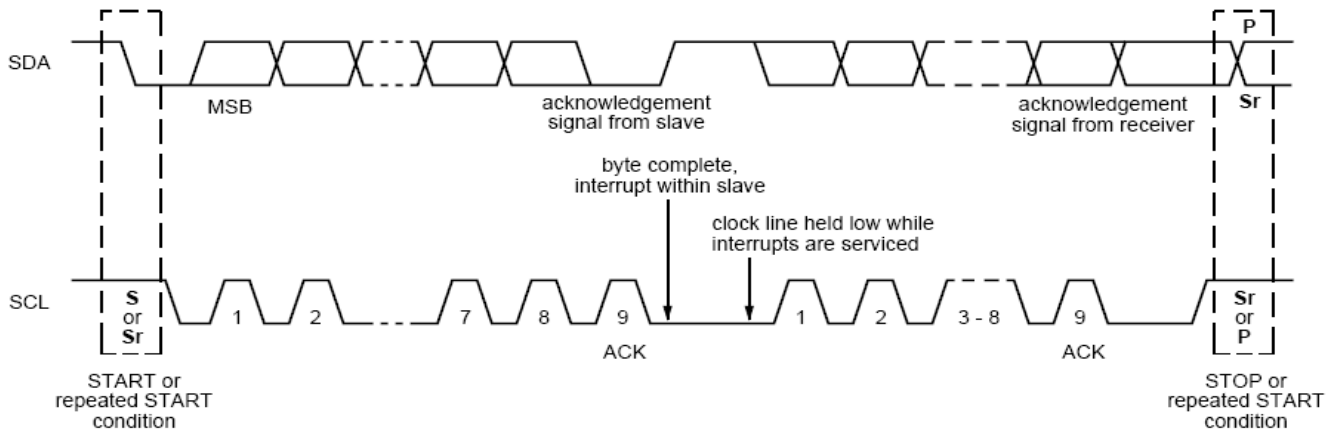 P
SDA
MSB
acknowledgement
signal from slave
acknowledgement
signal from receiver
Sr
byte complete,
interrupt within slave
clock line held low while
interrupts are serviced
SCL
S
or
Sr
1
2
7
8
9
1
2
3 - 8
9
Sr
or
P
ACK
ACK
START or
repeated START
condition
STOP or
repeated START
condition